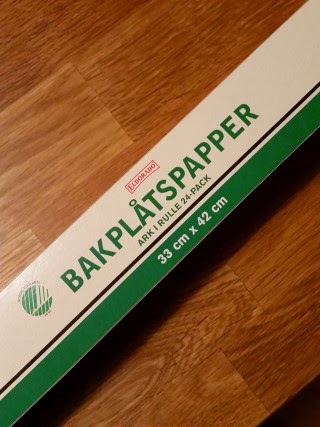 ELDORADO
BAKPLÅTSPAPPER
ARK I RULLE 24-PACK
33 cm x 42 cm